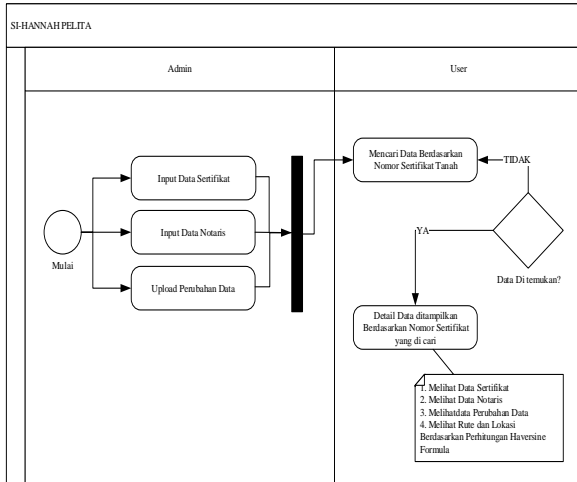 SI-HANNAH PELITA
Admin
User
Input Data Sertifikat
Input Data Notaris
Upload Perubahan Data
Mulai
Mencari Data Berdasarkan
Nomor Sertifikat Tanah
TIDAK
YA
Data Di temukan?
Detail Data ditampilkan
Berdasarkan Nomor Sertifikat
yang di cari
1. Melihat Data Sertifikat
2. Melihat Data Notaris
3. Melihatdata Perubahan Data
4. Melihat Rute dan Lokasi
Berdasarkan Perhitungan Haversine
Formula